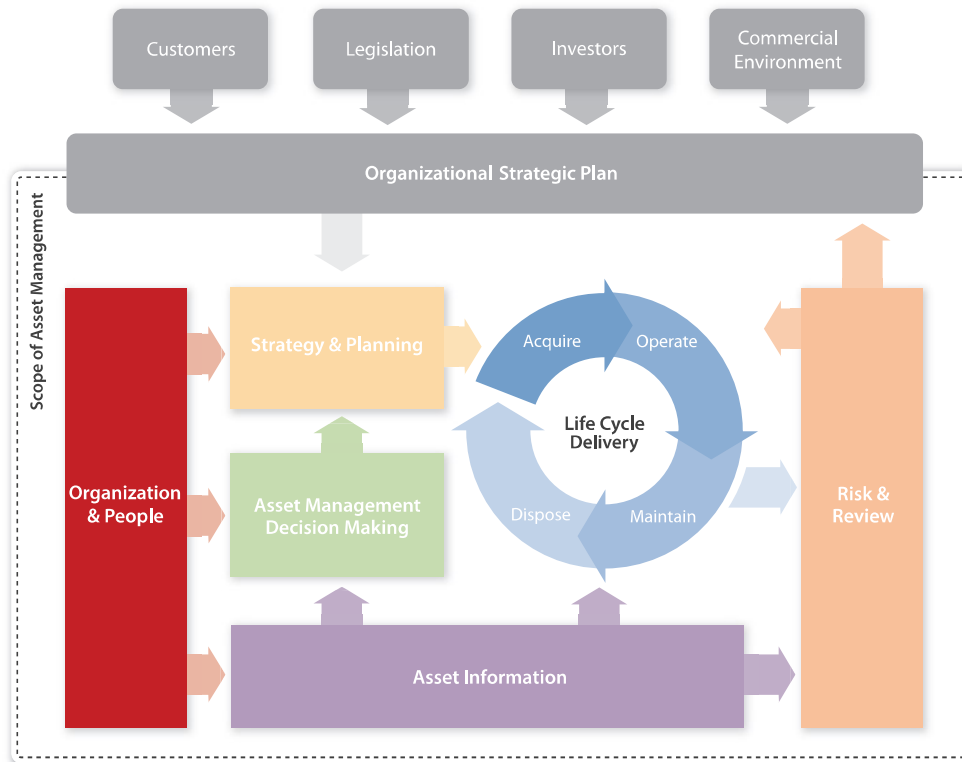 Customers
Legislation
Investors
Commercial
Environment
Organizational Strategic Plan
Scope of Asset Management
Strategy & Planning
Acquire
Operate
Life Cycle
Delivery
Organization
& People
Asset Management
Decision Making
Dispose
Maintain
Risk &
Review
Asset Information